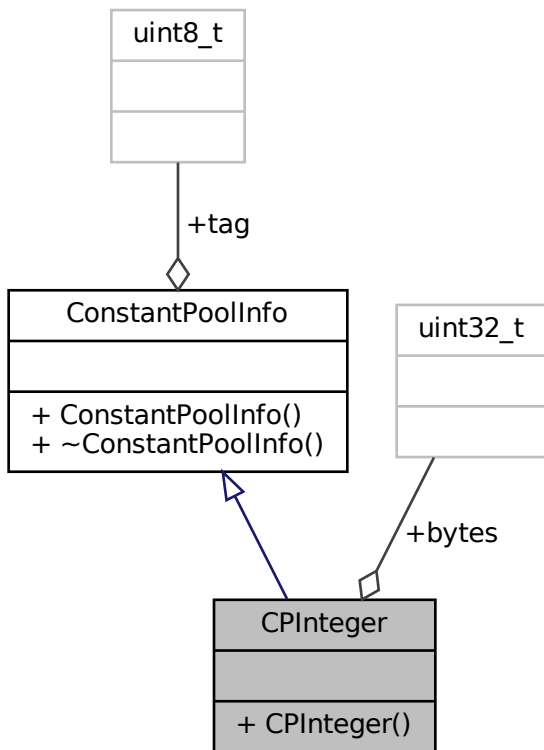 uint8_t
+tag
ConstantPoolInfo
+ ConstantPoolInfo()
+ ~ConstantPoolInfo()
uint32_t
+bytes
CPInteger
+ CPInteger()